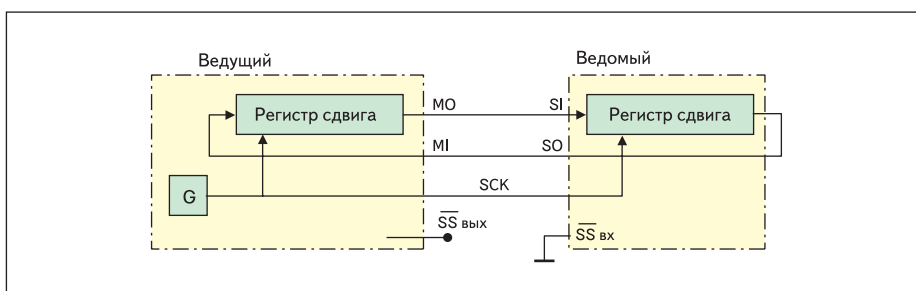 Ведущий
Ведомый
Регистр сдвига
MO
SI
Регистр сдвига
MI
SO
G
SCK
SS вых
SS вх